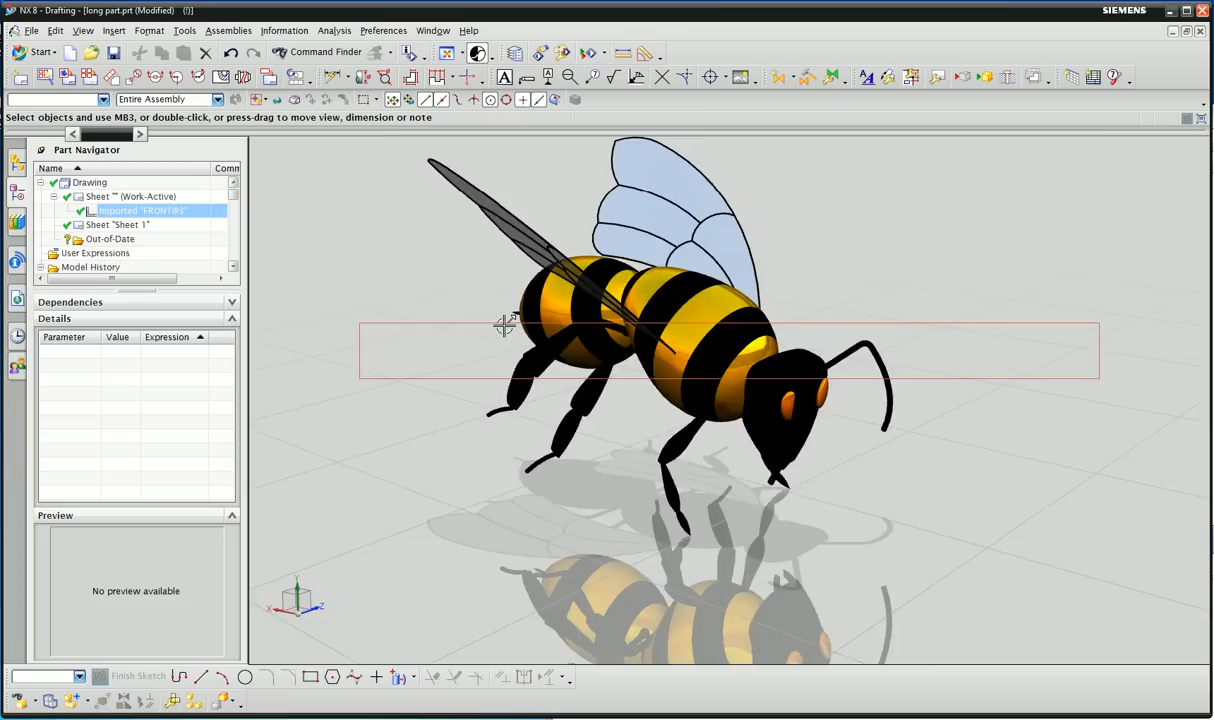 NX 8 - Drafting - [long part.prt (Modified) (!)]
SIEMENS
File Edit View Insert Format Tools Assemblies Information Analysis Preferences Window Help
Start Command Finder
Entire Assembly
Select objects and use MB3, or double-click, or press-drag to move view, dimension or note
Part Navigator
Name Comm
Drawing
Sheet "" (Work-Active)
Imported "FRONT@3"
Sheet "Sheet 1"
Out-of-Date
User Expressions
Model History
Dependencies
Details
Parameter Value Expression
Preview
No preview available
Y
X
Z
Finish Sketch